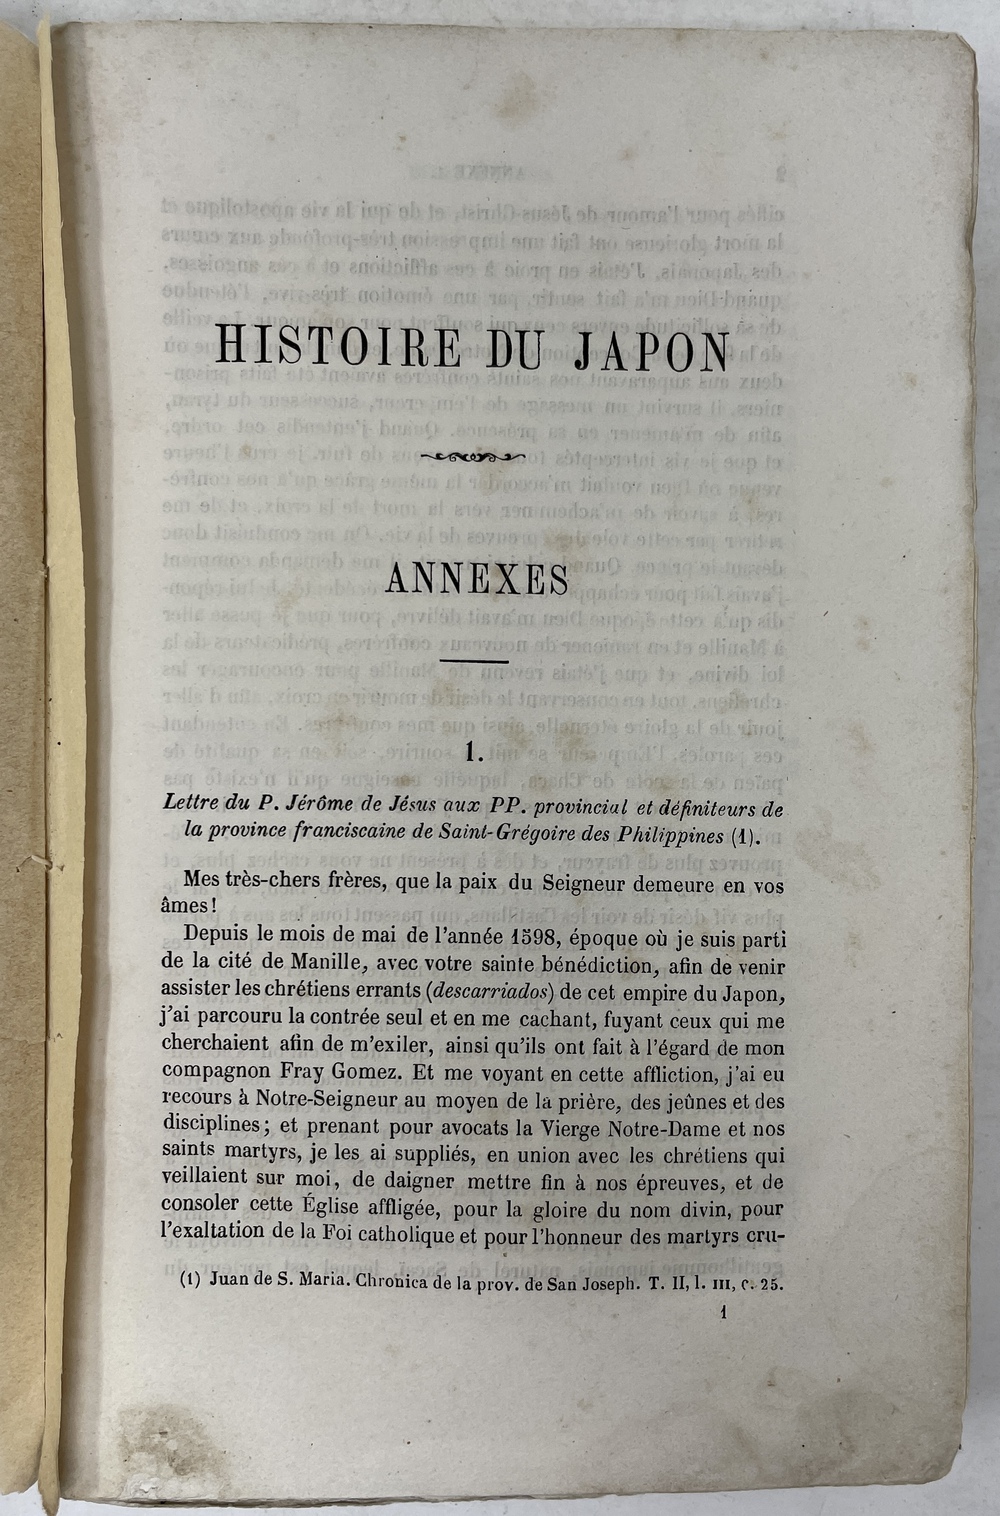 HISTOIRE DU JAPON
ANNEXES
1.
Lettre du P. Jérôme de Jésus aux PP. provincial et définiteurs de
la province franciscaine de Saint-Grégoire des Philippines (1).
Mes très-chers frères, que la paix du Seigneur demeure en vos
âmes!
Depuis le mois de mai de l'année 1598, époque où je suis parti
de la cité de Manille, avec votre sainte bénédiction, afin de venir
assister les chrétiens errants (descarriados) de cet empire du Japon,
j'ai parcouru la contrée seul et en me cachant, fuyant ceux qui me
cherchaient afin de m'exiler, ainsi qu'ils ont fait à l'égard de mon
compagnon Fray Gomez. Et me voyant en cette affliction, j'ai eu
recours à Notre-Seigneur au moyen de la prière, des jeûnes et des
disciplines; et prenant pour avocats la Vierge Notre-Dame et nos
saints martyrs, je les ai suppliés, en union avec les chrétiens qui
veillaient sur moi, de daigner mettre fin à nos épreuves, et de
consoler cette Église affligée, pour la gloire du nom divin, pour
l'exaltation de la Foi catholique et pour l'honneur des martyrs cru-
(1) Juan de S. Maria. Chronica de la prov. de San Joseph. T. II, l. III, c. 25.
1